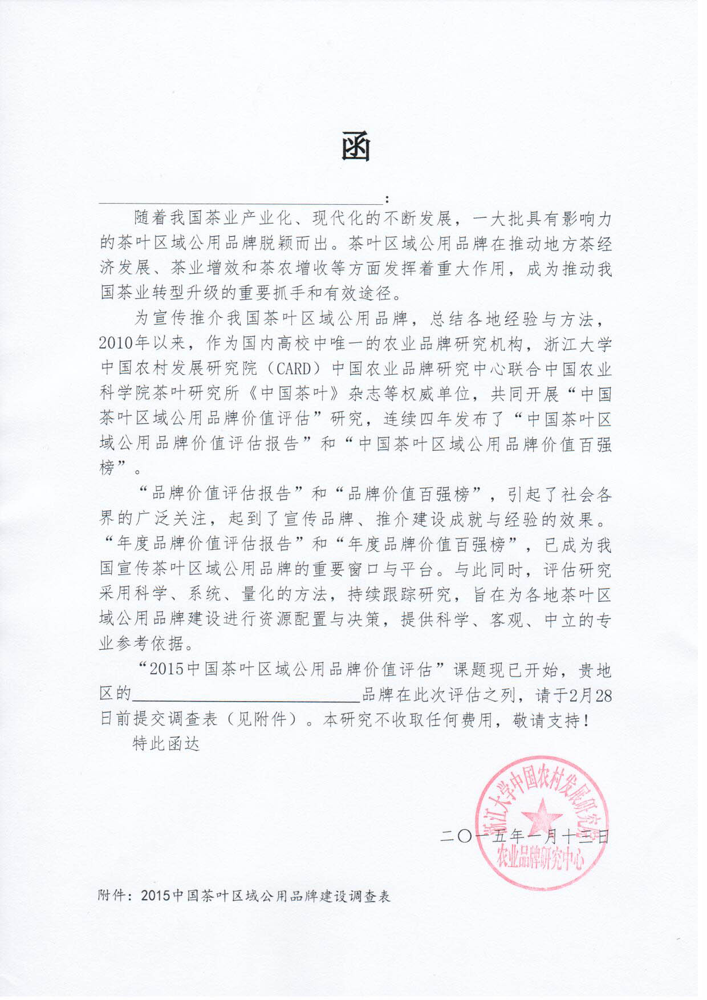 函
：
随着我国茶业产业化、现代化的不断发展，一大批具有影响力
的茶叶区域公用品牌脱颖而出。茶叶区域公用品牌在推动地方茶经
济发展、茶业增效和茶农增收等方面发挥着重大作用，成为推动我
国茶业转型升级的重要抓手和有效途径。
为宣传推介我国茶叶区域公用品牌，总结各地经验与方法，
2010年以来，作为国内高校中唯一的农业品牌研究机构，浙江大学
中国农村发展研究院（CARD）中国农业品牌研究中心联合中国农业
科学院茶叶研究所《中国茶叶》杂志等权威单位，共同开展“中国
茶叶区域公用品牌价值评估”研究，连续四年发布了“中国茶叶区
域公用品牌价值评估报告”和“中国茶叶区域公用品牌价值百强
榜”。
“品牌价值评估报告”和“品牌价值百强榜”，引起了社会各
界的广泛关注，起到了宣传品牌、推介建设成就与经验的效果。
“年度品牌价值评估报告”和“年度品牌价值百强榜”，已成为我
国宣传茶叶区域公用品牌的重要窗口与平台。与此同时，评估研究
采用科学、系统、量化的方法，持续跟踪研究，旨在为各地茶叶区
域公用品牌建设进行资源配置与决策，提供科学、客观、中立的专
业参考依据。
“2015中国茶叶区域公用品牌价值评估”课题现已开始，贵地
区的____________品牌在此次评估之列，请于2月28
日前提交调查表（见附件）。本研究不收取任何费用，敬请支持！
特此函达
浙江大学中国农村发展研究院
二〇一五年一月十三日
农业品牌研究中心
附件：2015中国茶叶区域公用品牌建设调查表